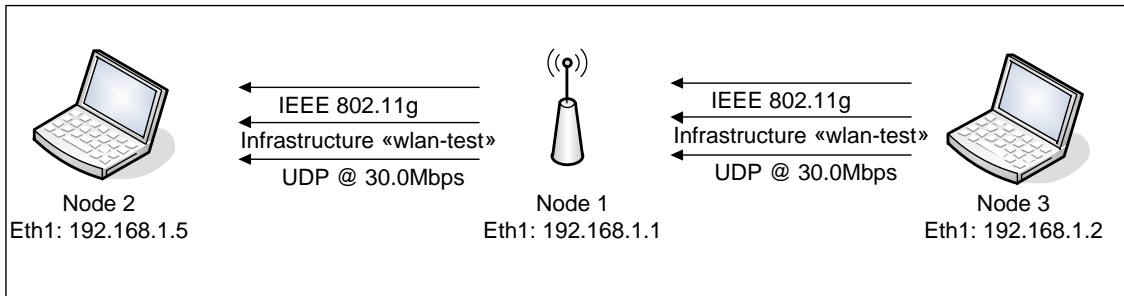 IEEE 802.11g
Infrastructure «wlan-test»
UDP @ 30.0Mbps
IEEE 802.11g
Infrastructure «wlan-test»
UDP @ 30.0Mbps
Node 2
Eth1: 192.168.1.5
Node 1
Eth1: 192.168.1.1
Node 3
Eth1: 192.168.1.2